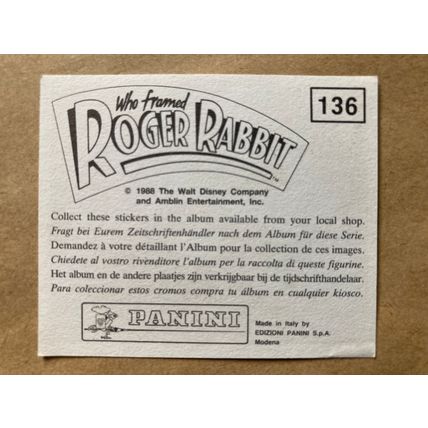 Who framed
ROGER RABBIT
TM
136
© 1988 The Walt Disney Company
and Amblin Entertainment, Inc.
Collect these stickers in the album available from your local shop.
Fragt bei Eurem Zeitschriftenhändler nach dem Album für diese Serie.
Demandez à votre détaillant l'Album pour la collection de ces images.
Chiedete al vostro rivenditore l'album per la raccolta di queste figurine.
Het album en de andere plaatjes zijn verkrijgbaar bij de tijdschrifthandelaar.
Para coleccionar estos cromos compra tu álbum en cualquier kiosco.
PANINI
Made in Italy by
EDIZIONI PANINI S.p.A.
Modena